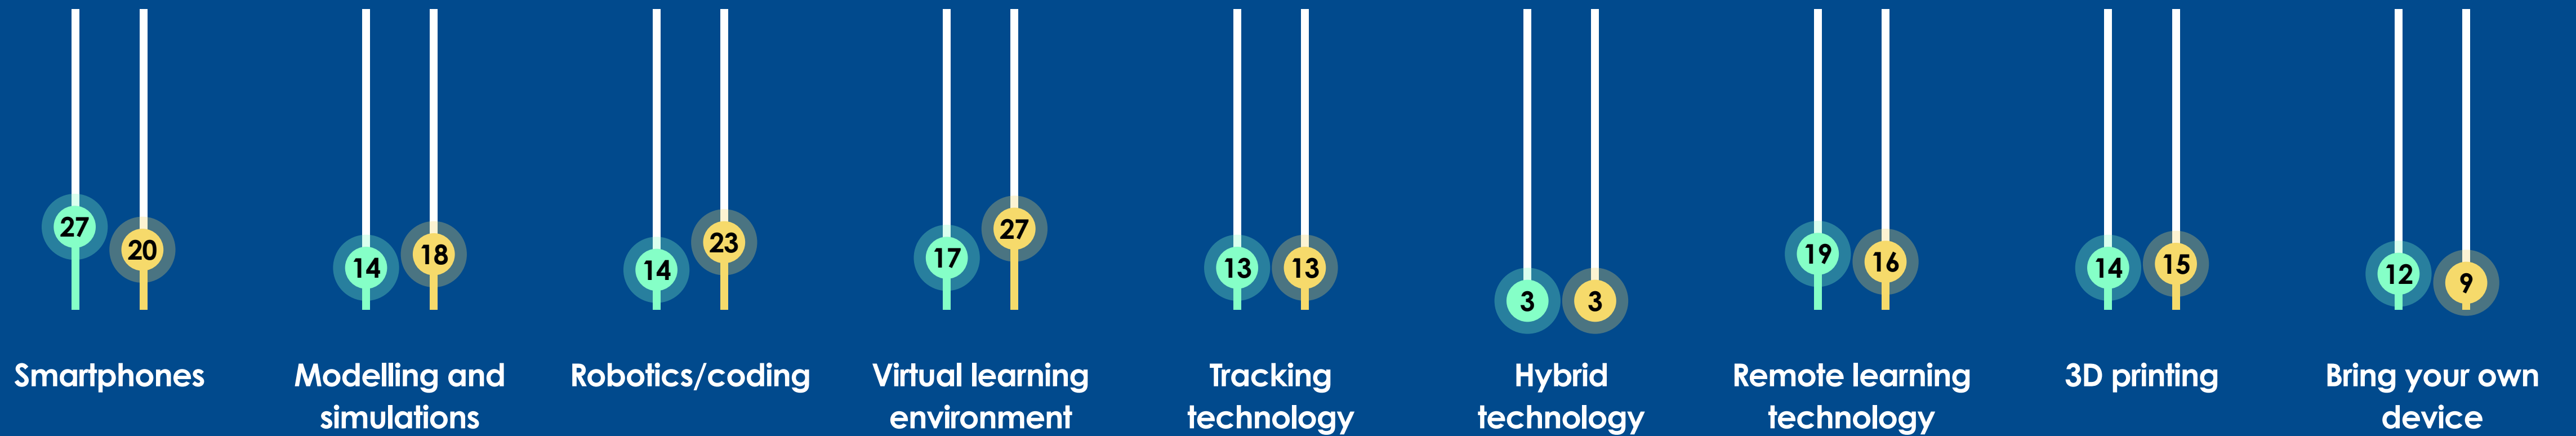 27 20
14 18
14 23
17 27
13 13
3 3
19 16
14 15
12 9
Smartphones
Modelling and
simulations
Robotics/coding
Virtual learning
environment
Tracking
technology
Hybrid
technology
Remote learning
technology
3D printing
Bring your own
device